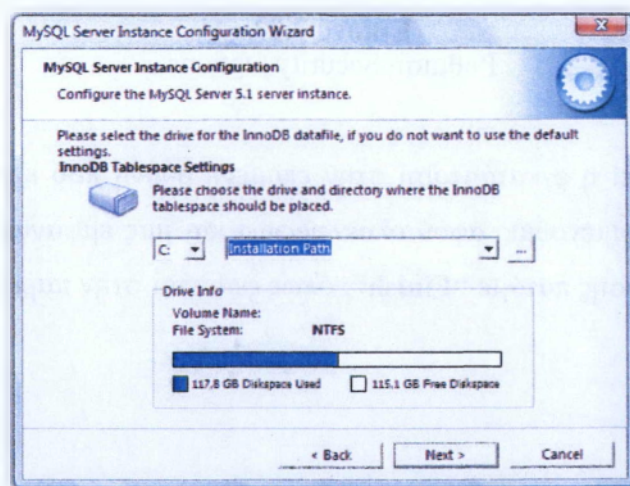 MySQL Server Instance Configuration Wizard
MySQL Server Instance Configuration
Configure the MySQL Server 5.1 server instance.
Please select the drive for the InnoDB datafile, if you do not want to use the default
settings.
InnoDB Tablespace Settings
Please choose the drive and directory where the InnoDB
tablespace should be placed.
C: Installation Path ...
Drive Info
Volume Name:
File System: NTFS
117,8 GB Diskspace Used 115,1 GB Free Diskspace
< Back Next > Cancel